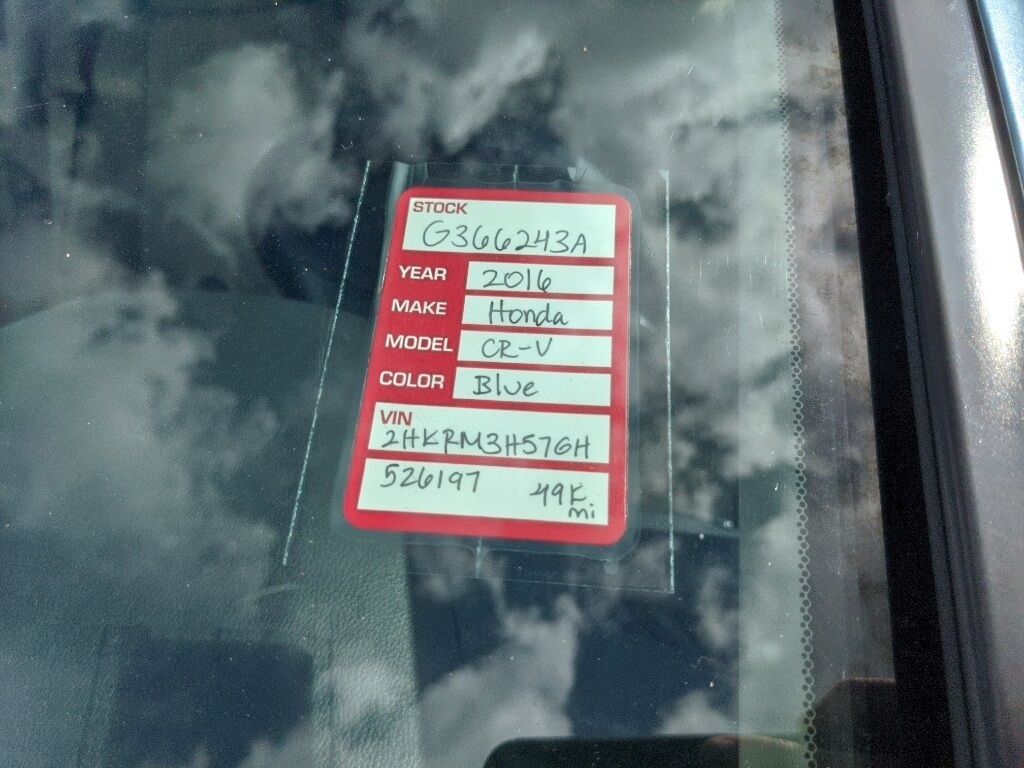 STOCK
G366243A
YEAR 2016
MAKE Honda
MODEL CR-V
COLOR Blue
VIN
2HKRM3H57GH
526197 49K
mi